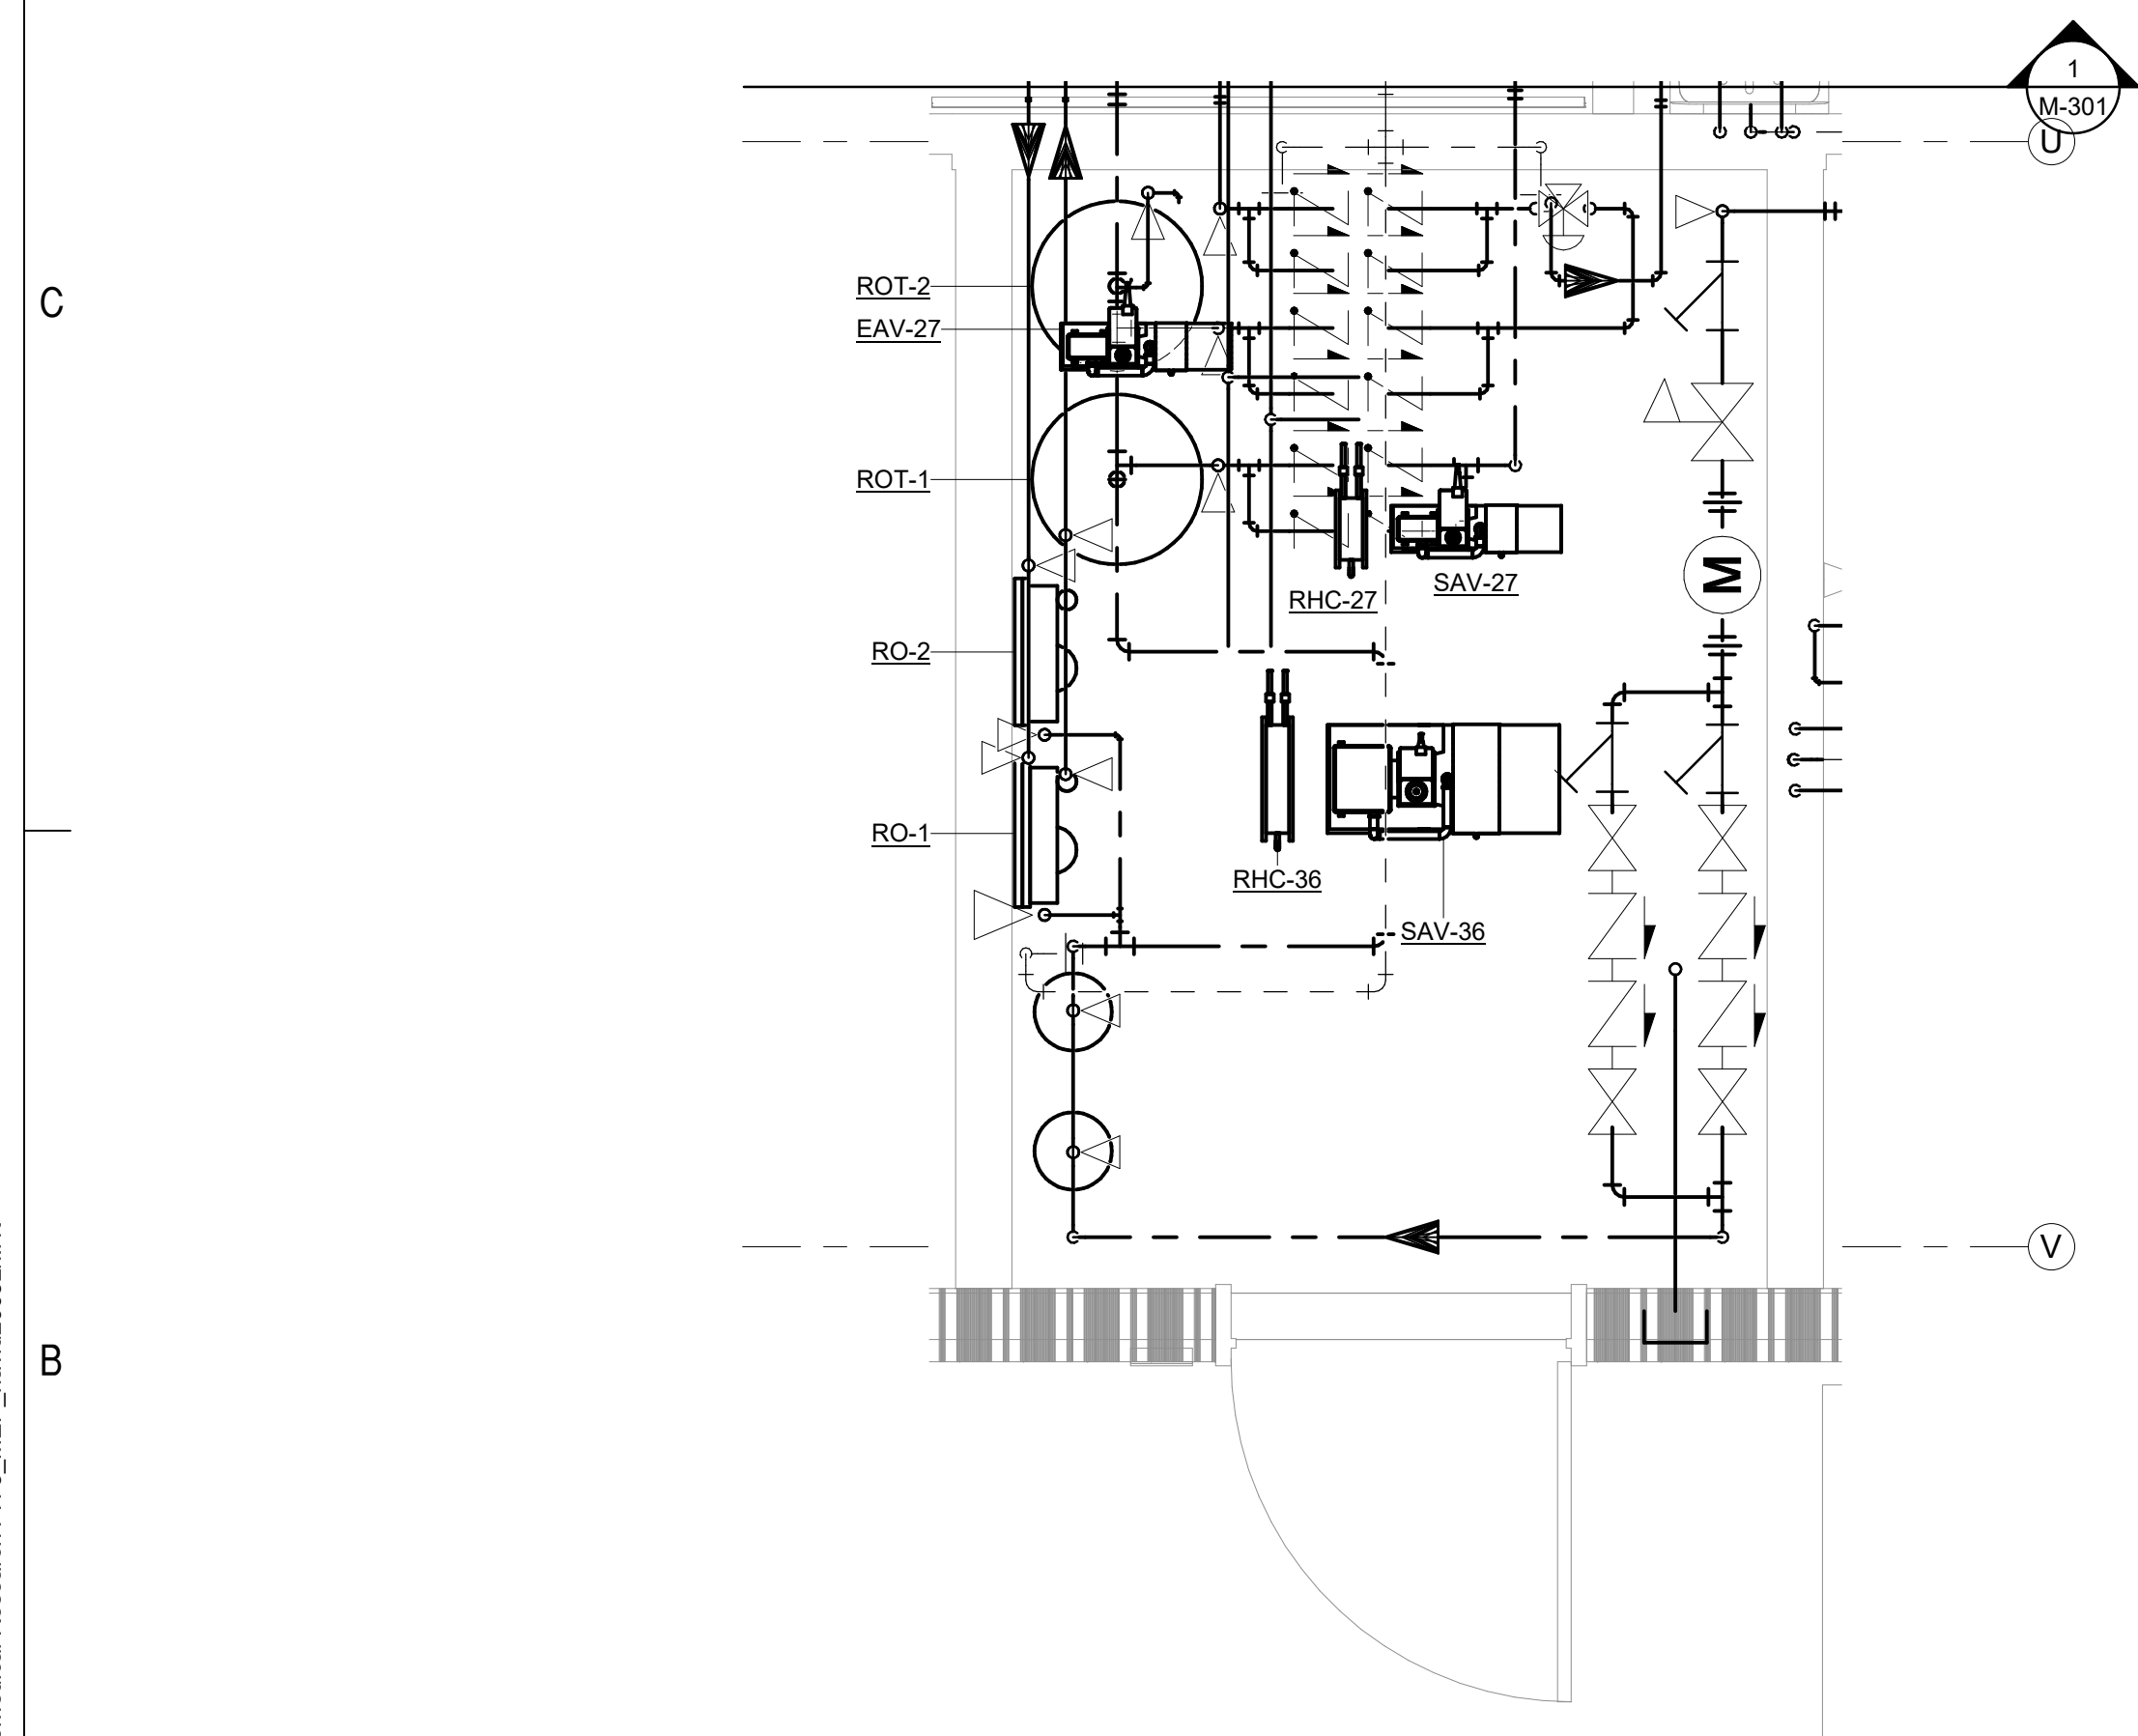 1
M-301
U
C
ROT-2
EAV-27
ROT-1
SAV-27
RHC-27
M
RO-2
RO-1
RHC-36
SAV-36
V
B